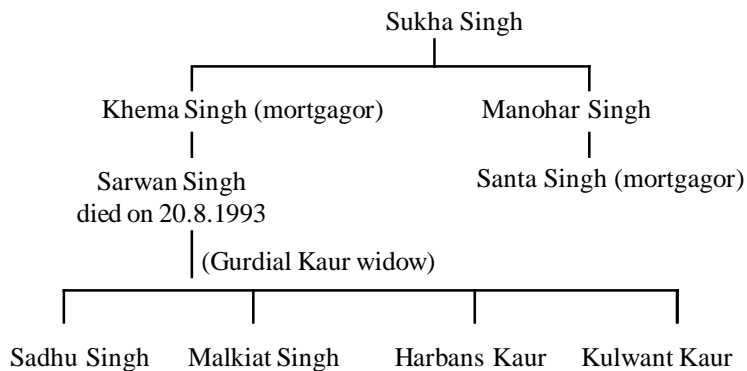 Sukha Singh
Khema Singh (mortgagor) Manohar Singh
Sarwan Singh Santa Singh (mortgagor)
died on 20.8.1993
(Gurdial Kaur widow)
Sadhu Singh Malkiat Singh Harbans Kaur Kulwant Kaur